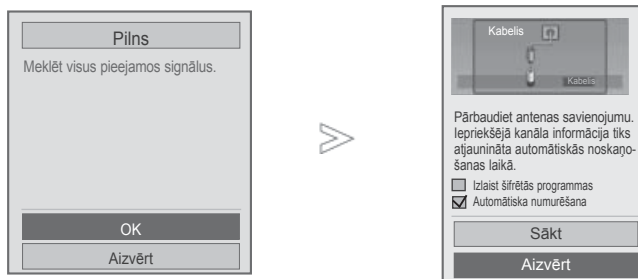 Pilns
Meklēt visus pieejamos signālus.
OK
Aizvērt
Kabelis
Kabelis
Pārbaudiet antenas savienojumu.
Iepriekšējā kanāla informācija tiks
atjaunināta automātiskās noskaņo-
šanas laikā.
Izlaist šifrētās programmas
Automātiska numurēšana
Sākt
Aizvērt